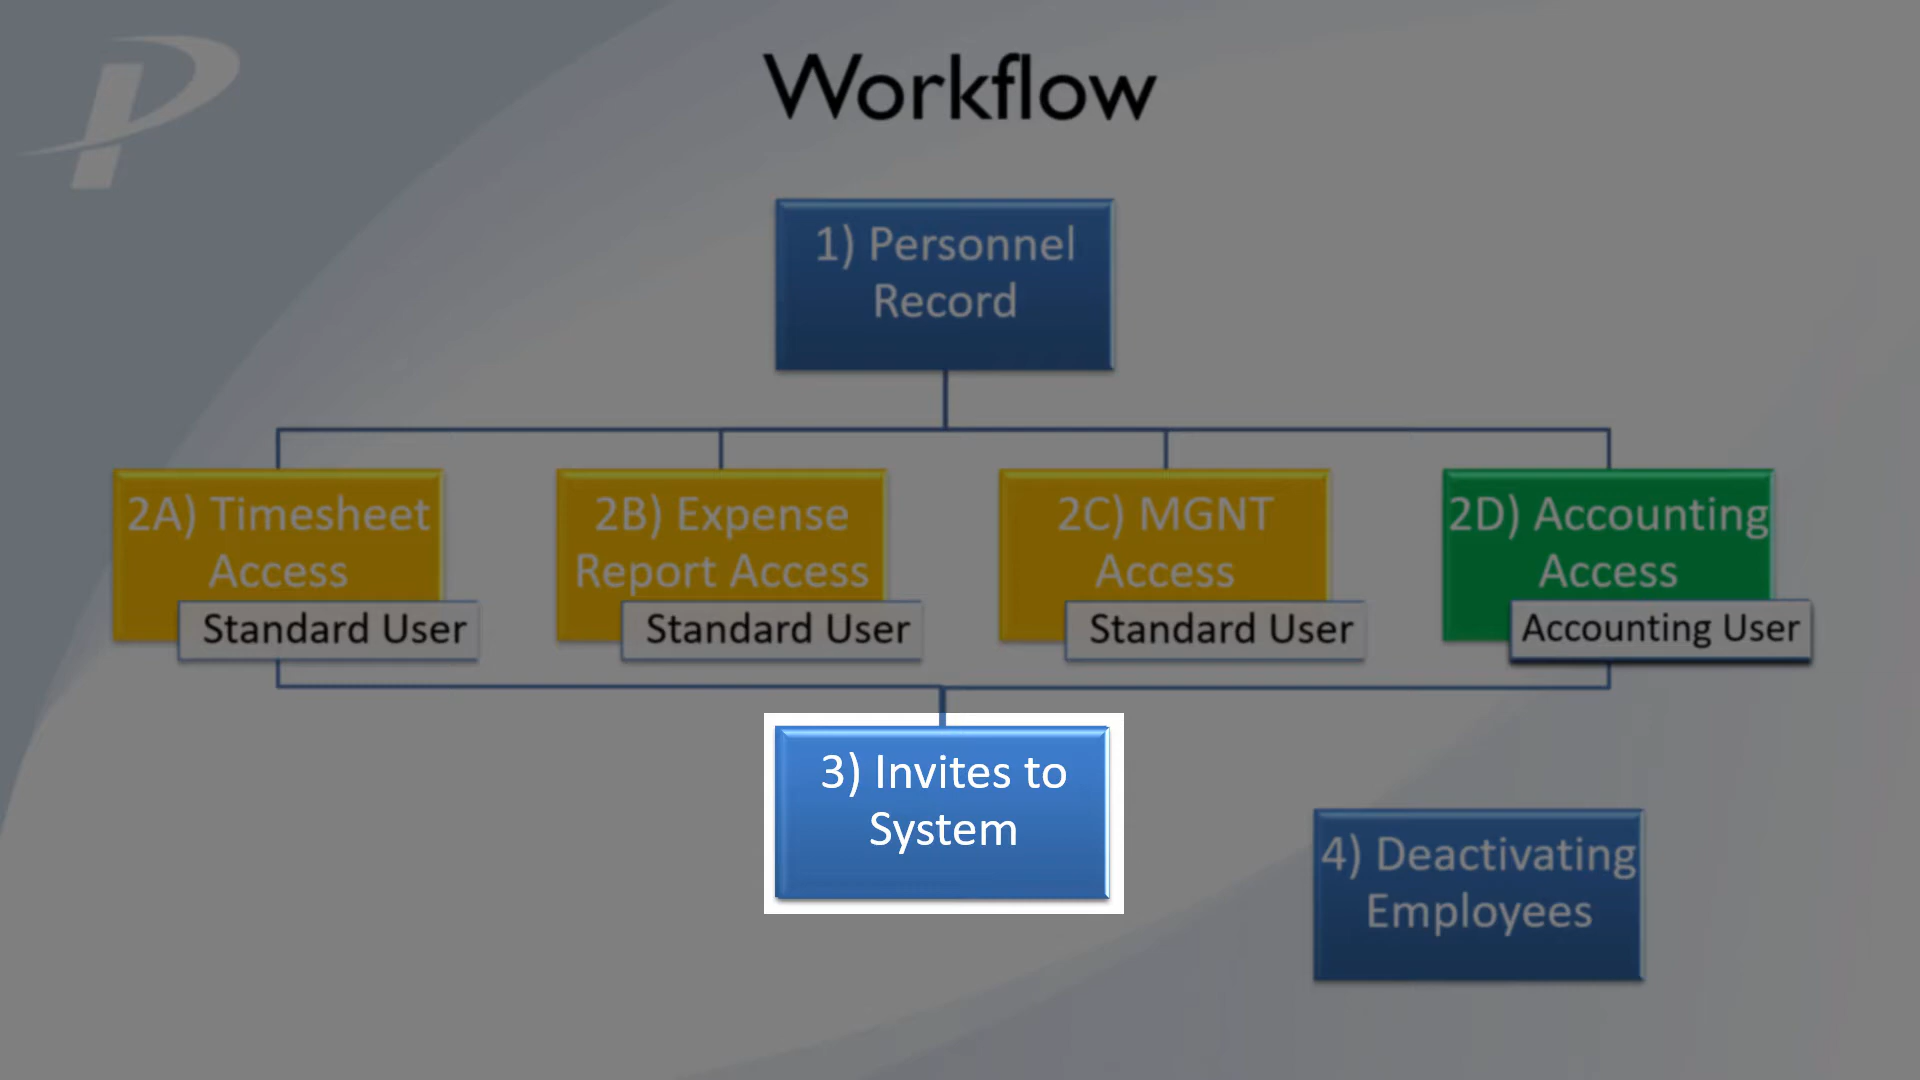 Workflow
1) Personnel
Record
2A) Timesheet
Access
Standard User
2B) Expense
Report Access
Standard User
2C) MGNT
Access
Standard User
2D) Accounting
Access
Accounting User
3) Invites to
System
4) Deactivating
Employees